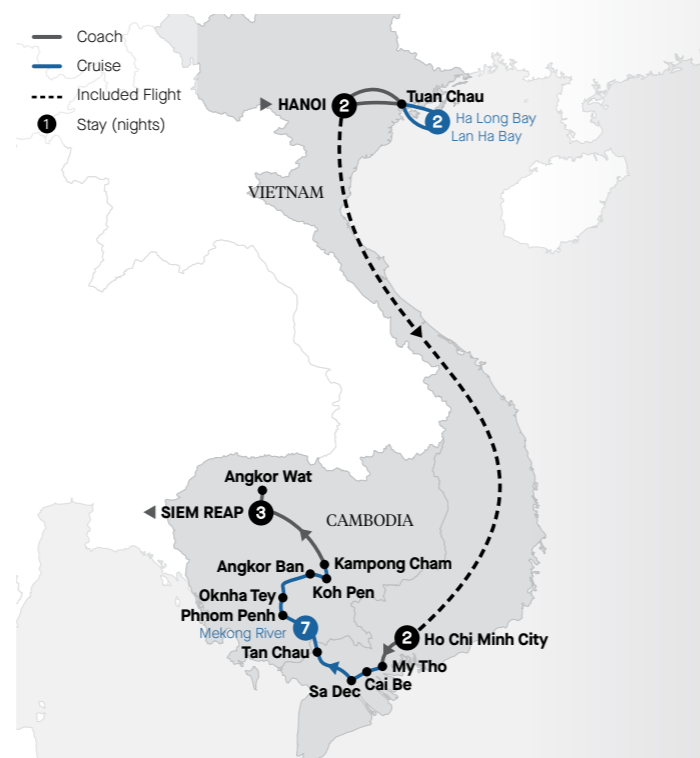 Coach
Cruise
Included Flight
1 Stay (nights)
HANOI 2
Tuan Chau
2 Ha Long Bay
Lan Ha Bay
VIETNAM
Angkor Wat
SIEM REAP 3
CAMBODIA
Angkor Ban
Kampong Cham
Koh Pen
Oknha Tey
Phnom Penh
Mekong River 7
2 Ho Chi Minh City
Tan Chau
My Tho
Cai Be
Sa Dec